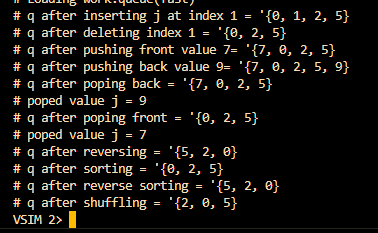 # Loading work.queue(fast)
# q after inserting j at index 1 = '{0, 1, 2, 5}
# q after deleting index 1 = '{0, 2, 5}
# q after pushing front value 7= '{7, 0, 2, 5}
# q after pushing back value 9= '{7, 0, 2, 5, 9}
# q after poping back = '{7, 0, 2, 5}
# poped value j = 9
# q after poping front = '{0, 2, 5}
# poped value j = 7
# q after reversing = '{5, 2, 0}
# q after sorting = '{0, 2, 5}
# q after reverse sorting = '{5, 2, 0}
# q after shuffling = '{2, 0, 5}
VSIM 2>